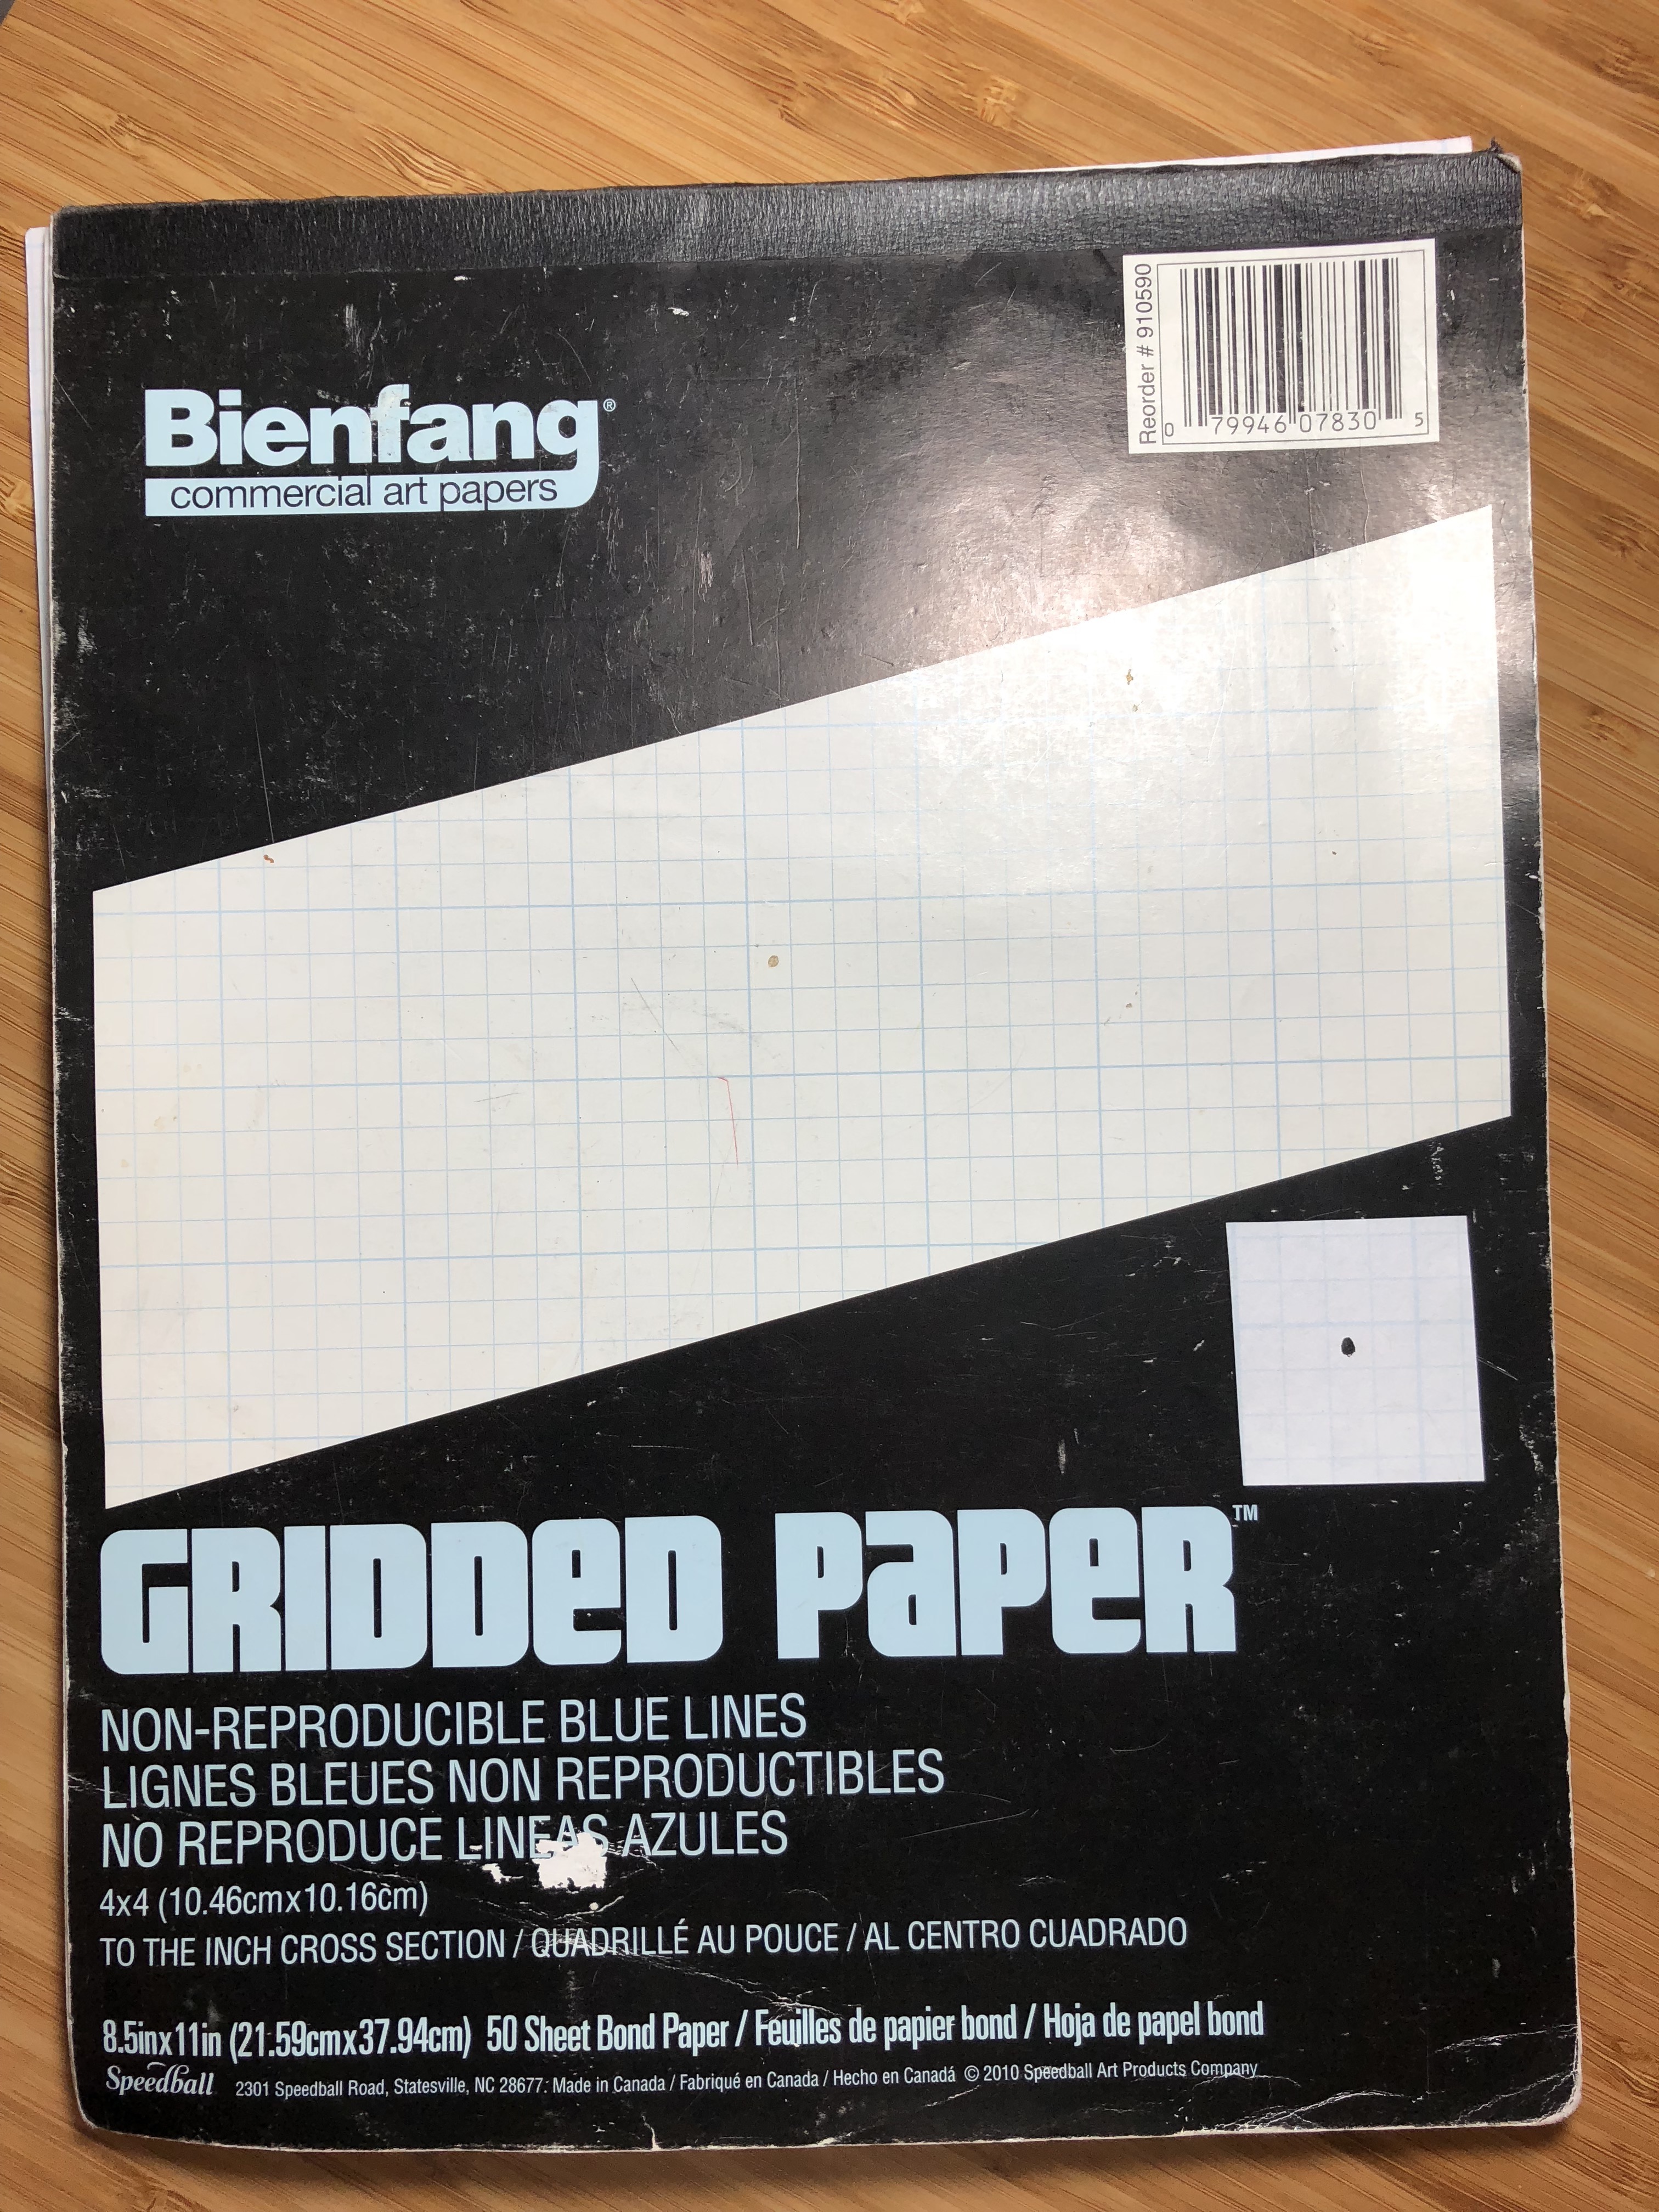 Bienfang®
commercial art papers
Reorder # 910590
0 79946 07830 5
GRIDDED PAPER™
NON-REPRODUCIBLE BLUE LINES
LIGNES BLEUES NON REPRODUCTIBLES
NO REPRODUCE LINEAS AZULES
4x4 (10.46cmx10.16cm)
TO THE INCH CROSS SECTION / QUADRILLÉ AU POUCE / AL CENTRO CUADRADO
8.5inx11in (21.59cmx37.94cm) 50 Sheet Bond Paper / Feuilles de papier bond / Hoja de papel bond
Speedball 2301 Speedball Road, Statesville, NC 28677. Made in Canada / Fabriqué en Canada / Hecho en Canadá © 2010 Speedball Art Products Company